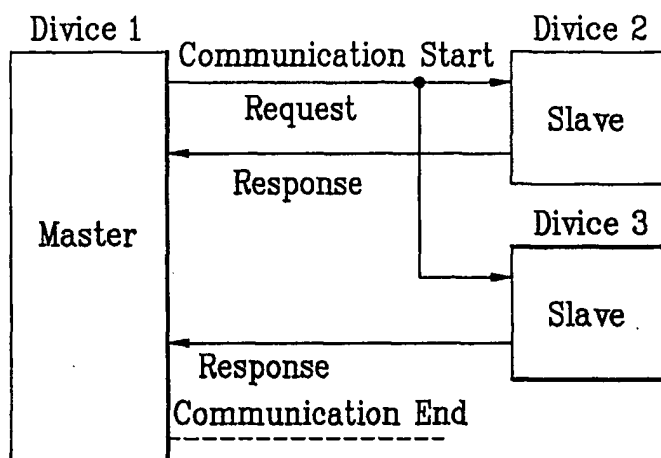 Divice 1
Communication Start
Divice 2
Request
Slave
Response
Master
Divice 3
Slave
Response
Communication End